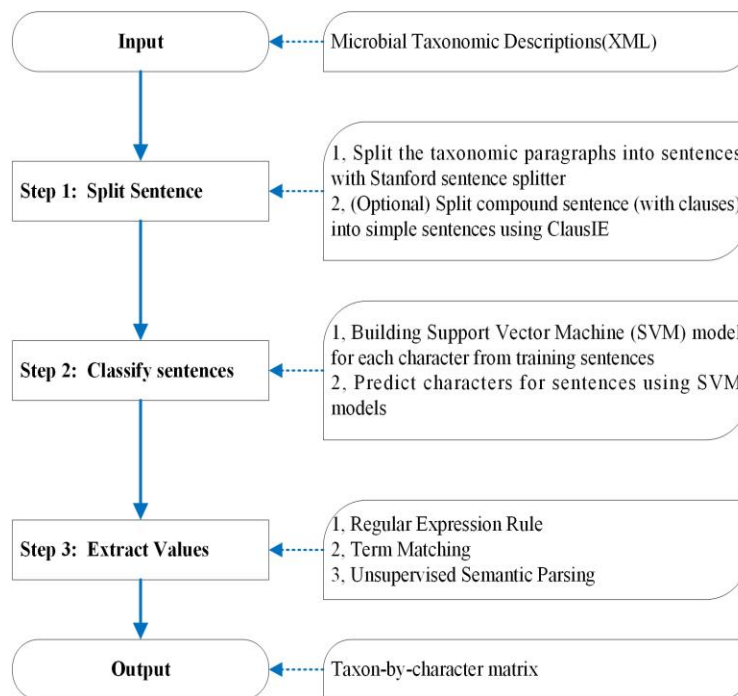 Input
Microbial Taxonomic Descriptions(XML)
Step 1: Split Sentence
1, Split the taxonomic paragraphs into sentences
with Stanford sentence splitter
2, (Optional) Split compound sentence (with clauses)
into simple sentences using ClausIE
Step 2: Classify sentences
1, Building Support Vector Machine (SVM) model
for each character from training sentences
2, Predict characters for sentences using SVM
models
Step 3: Extract Values
1, Regular Expression Rule
2, Term Matching
3, Unsupervised Semantic Parsing
Output
Taxon-by-character matrix